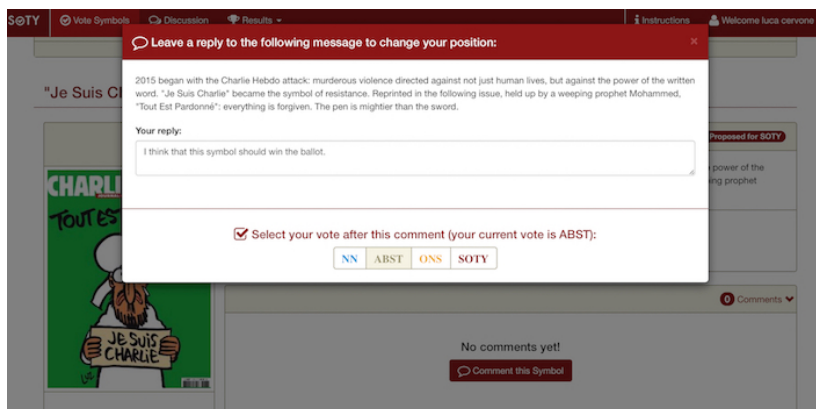 SOTY
Vote Symbols
Discussion
Results
Instructions
Welcome luca cervone
Leave a reply to the following message to change your position:
×
2015 began with the Charlie Hebdo attack: murderous violence directed against not just human lives, but against the power of the written
word. "Je Suis Charlie" became the symbol of resistance. Reprinted in the following issue, held up by a weeping prophet Mohammed,
"Tout Est Pardonné": everything is forgiven. The pen is mightier than the sword.
Your reply:
I think that this symbol should win the ballot.
Select your vote after this comment (your current vote is ABST):
NN ABST ONS SOTY
"Je Suis C
Proposed for SOTY
power of the
ing prophet
CHARLI
TOUT ES
JE SUIS
CHARLIE
0 Comments
No comments yet!
Comment this Symbol